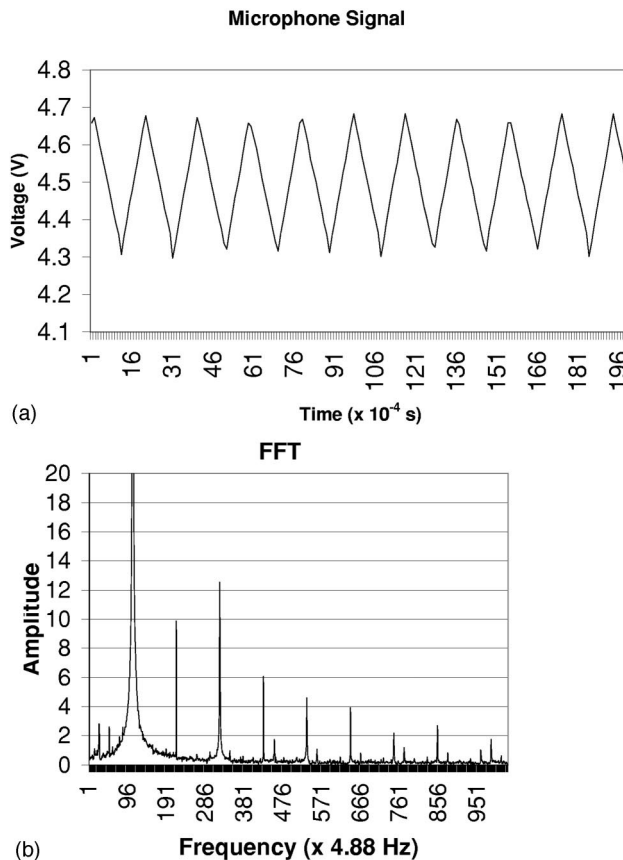 Microphone Signal
4.8
4.7
4.6
4.5
4.4
4.3
4.2
4.1
Voltage (V)
1 16 31 46 61 76 91 106 121 136 151 166 181 196
(a)
Time (x 10⁻⁴ s)
FFT
20
18
16
14
12
10
8
6
4
2
0
Amplitude
1 96 191 286 381 476 571 666 761 856 951
(b)
Frequency (x 4.88 Hz)